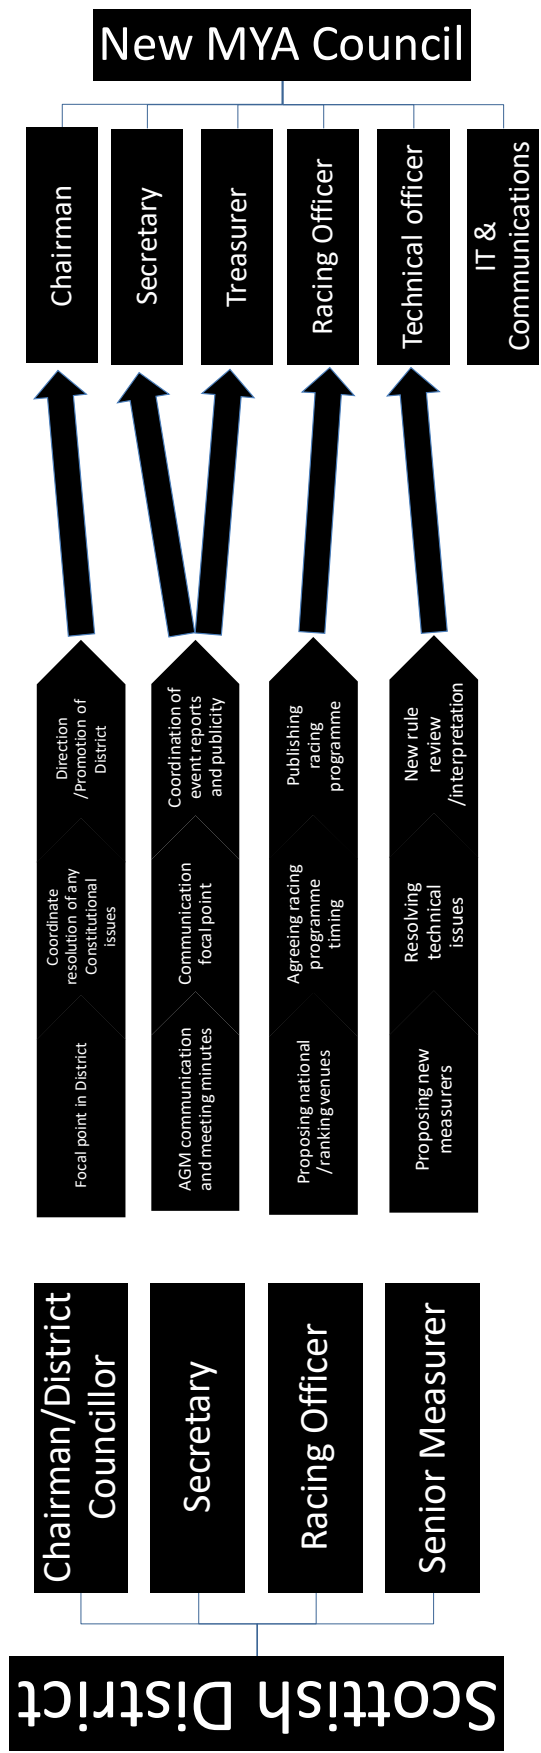 New MYA Council
Chairman
Secretary
Treasurer
Racing Officer
Technical officer
IT &
Communications
Direction
/Promotion of
District
Coordinate
resolution of any
Constitutional
issues
Focal point in District
Coordination of
event reports
and publicity
Communication
focal point
AGM communication
and meeting minutes
Publishing
racing
programme
Agreeing racing
programme
timing
Proposing national
/ranking venues
New rule
review
/interpretation
Resolving
technical
issues
Proposing new
measurers
Chairman/District
Councillor
Secretary
Racing Officer
Senior Measurer
Scottish District